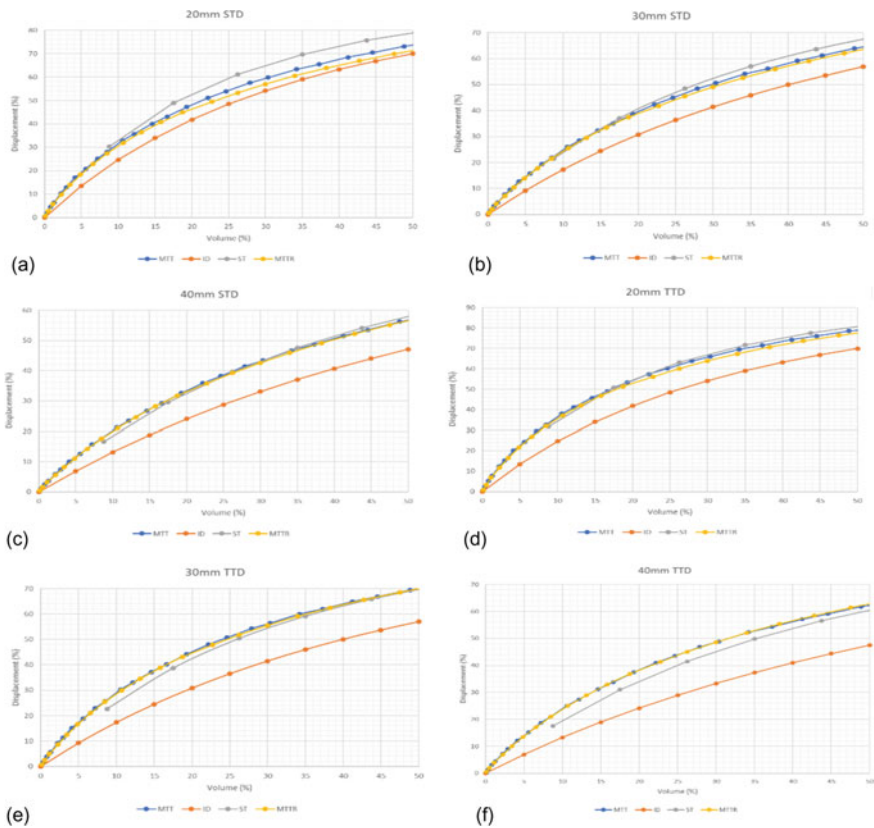 20mm STD
Displacement (%)
80
70
60
50
40
30
20
10
0
0 5 10 15 20 25 30 35 40 45 50
Volume (%)
MTT ID ST MTTR
(a)
30mm STD
Displacement (%)
70
60
50
40
30
20
10
0
0 5 10 15 20 25 30 35 40 45 50
Volume (%)
MTT ID ST MTTR
(b)
40mm STD
Displacement (%)
60
50
40
30
20
10
0
0 5 10 15 20 25 30 35 40 45 50
Volume (%)
MTT ID ST MTTR
(c)
20mm TTD
Displacement (%)
90
80
70
60
50
40
30
20
10
0
0 5 10 15 20 25 30 35 40 45 50
Volume (%)
MTT ID ST MTTR
(d)
30mm TTD
Displacement (%)
70
60
50
40
30
20
10
0
0 5 10 15 20 25 30 35 40 45 50
Volume (%)
MTT ID ST MTTR
(e)
40mm TTD
Displacement (%)
70
60
50
40
30
20
10
0
0 5 10 15 20 25 30 35 40 45 50
Volume (%)
MTT ID ST MTTR
(f)